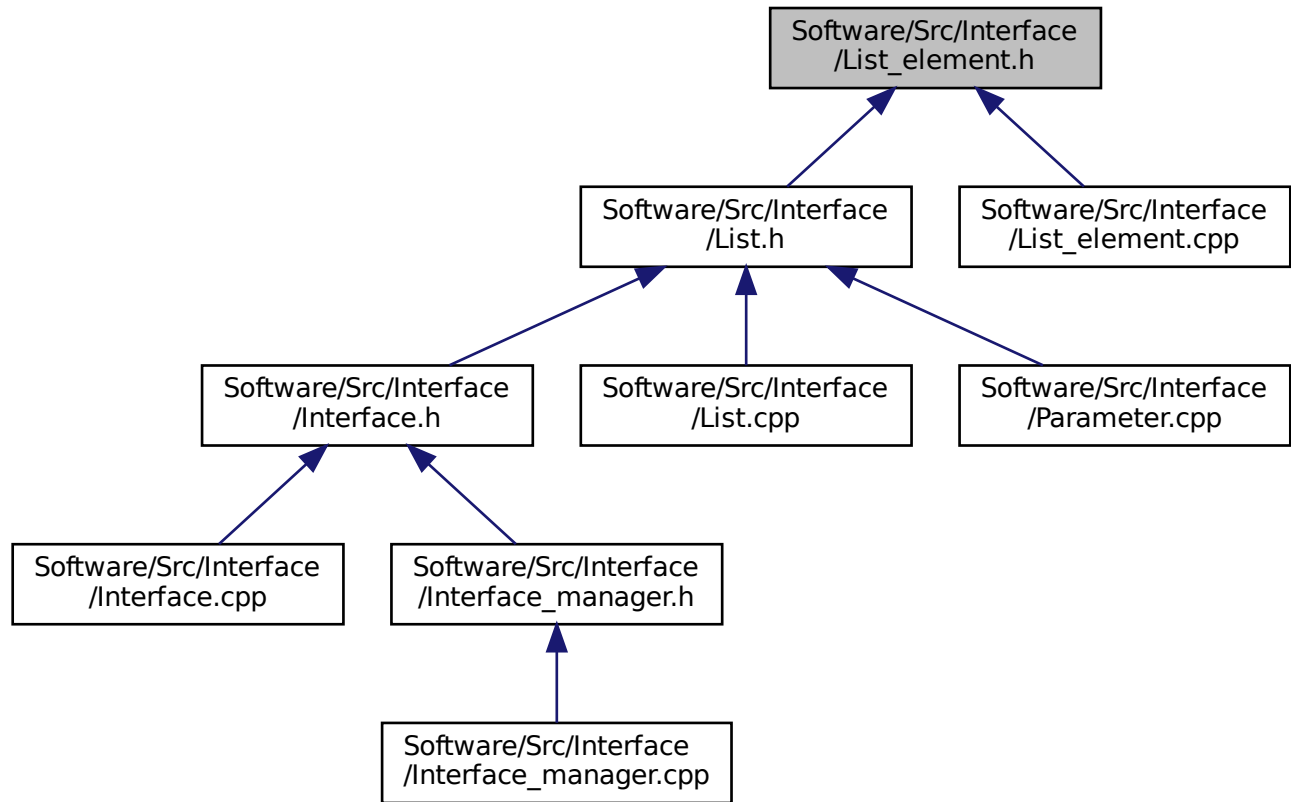 Software/Src/Interface
/List_element.h
Software/Src/Interface
/List.h
Software/Src/Interface
/List_element.cpp
Software/Src/Interface
/Interface.h
Software/Src/Interface
/List.cpp
Software/Src/Interface
/Parameter.cpp
Software/Src/Interface
/Interface.cpp
Software/Src/Interface
/Interface_manager.h
Software/Src/Interface
/Interface_manager.cpp